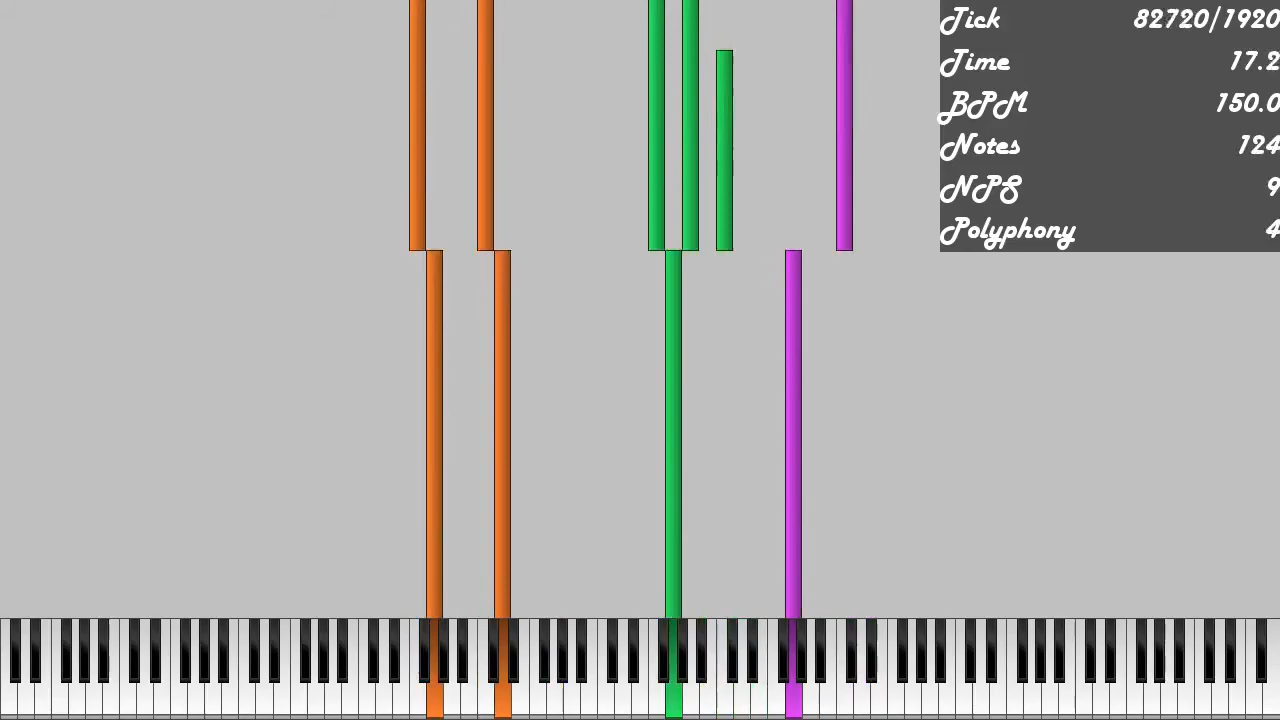 Tick 82720/1920
Time 17.2
BPM 150.0
Notes 124
NPS 9
Polyphony 4